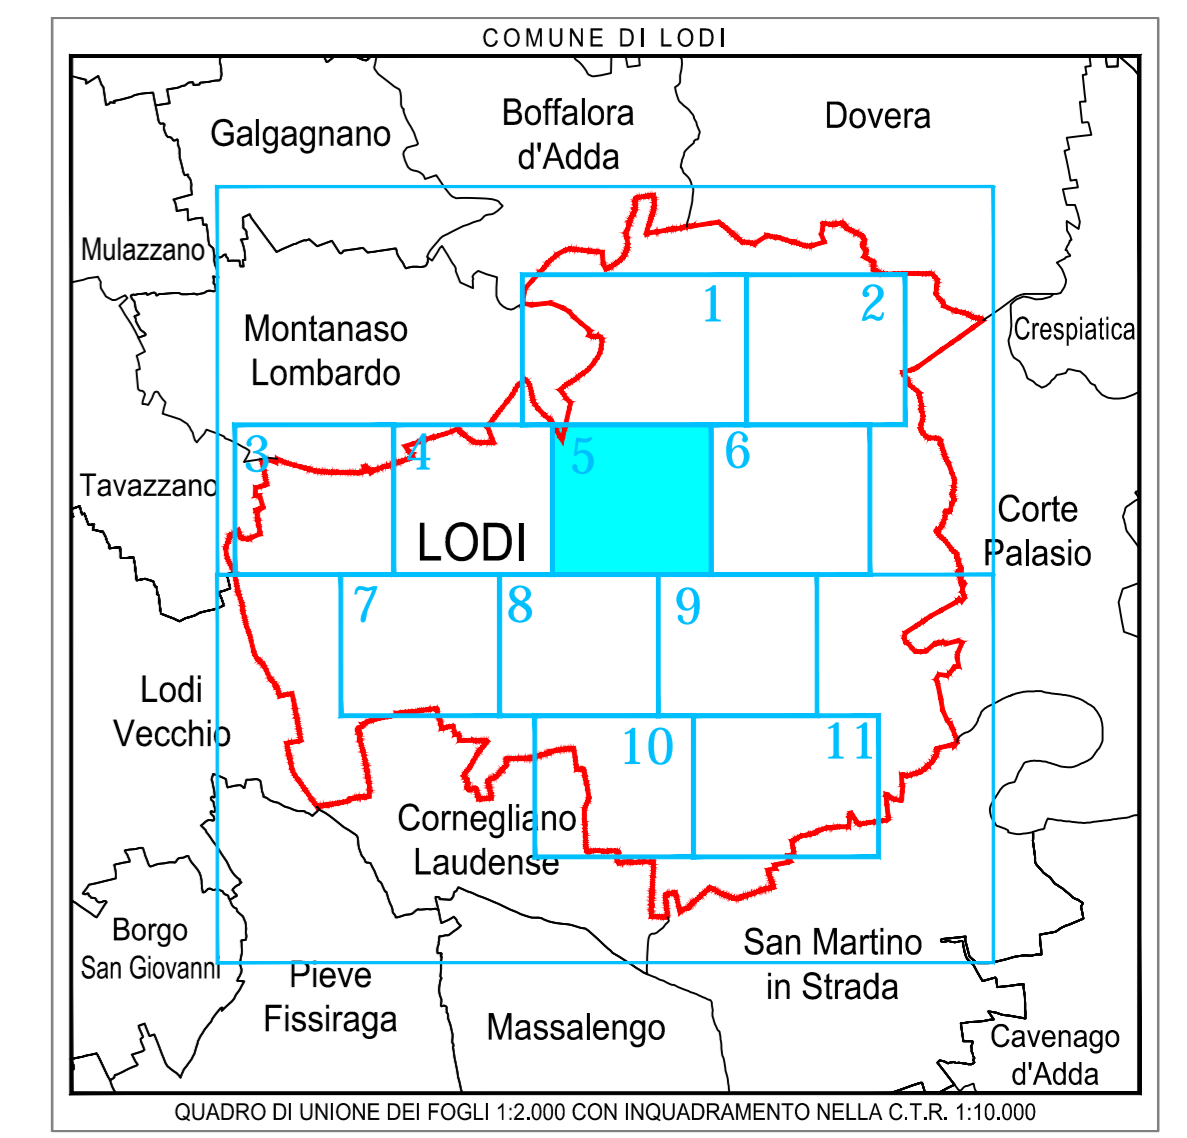 COMUNE DI LODI
Galgagnano
Boffalora
d'Adda
Dovera
Mulazzano
Montanaso
Lombardo
1
2
Crespiatica
3
4
5
6
Tavazzano
LODI
Corte
Palasio
7
8
9
Lodi
Vecchio
10
11
Cornegliano
Laudense
Borgo
San Giovanni
Pieve
Fissiraga
Massalengo
San Martino
in Strada
Cavenago
d'Adda
QUADRO DI UNIONE DEI FOGLI 1:2.000 CON INQUADRAMENTO NELLA C.T.R. 1:10.000